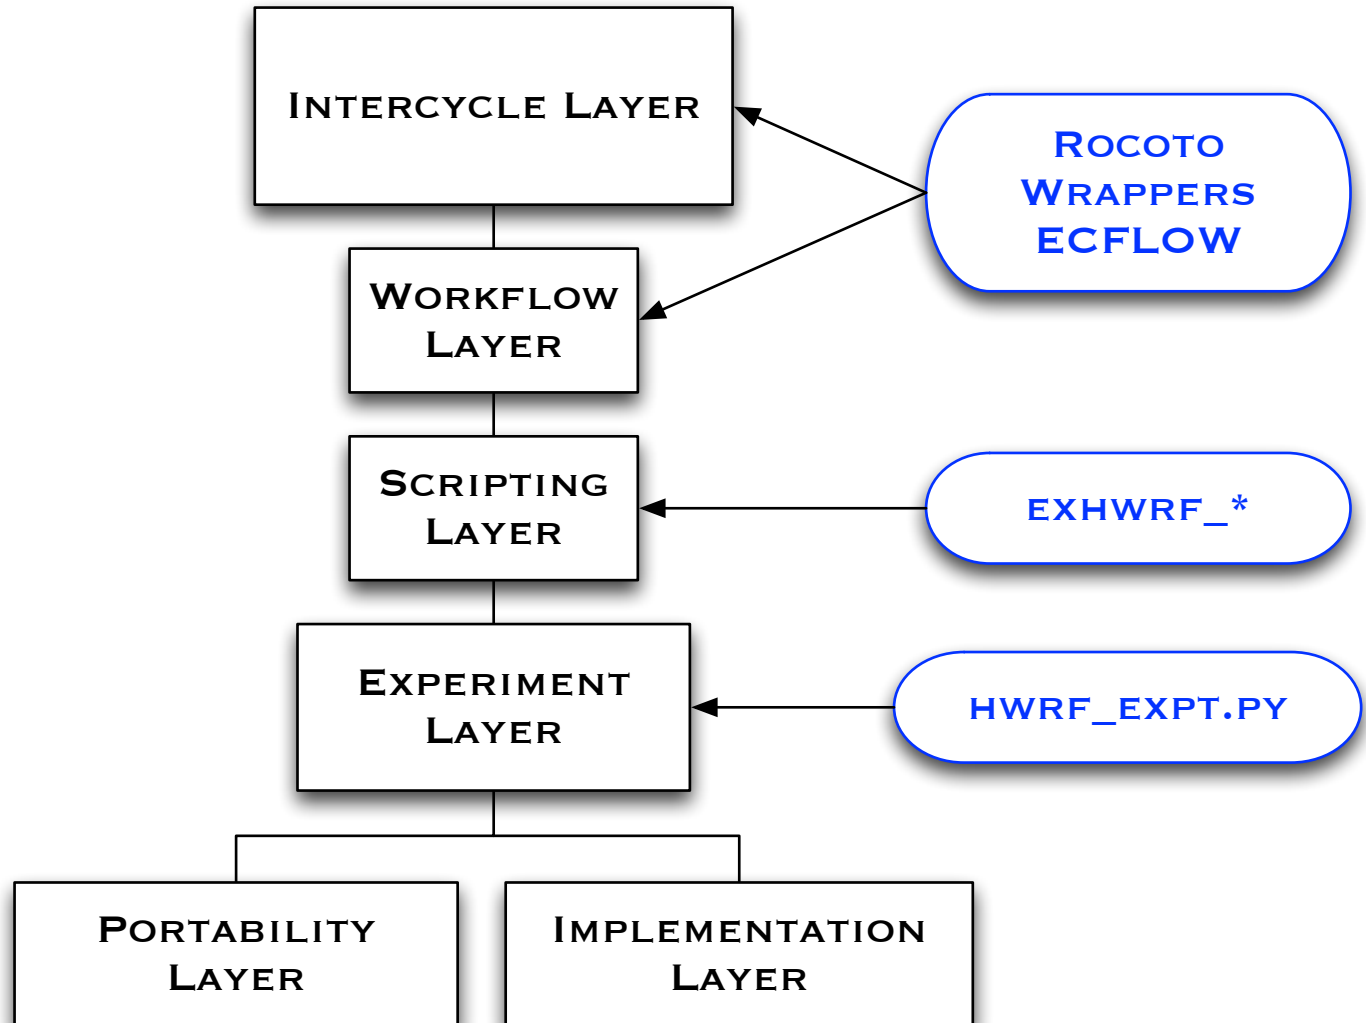 Intercycle Layer
Rocoto
Wrappers
ECFLOW
Workflow
Layer
Scripting
Layer
EXHWRF_*
Experiment
Layer
HWRF_EXPT.PY
Portability
Layer
Implementation
Layer